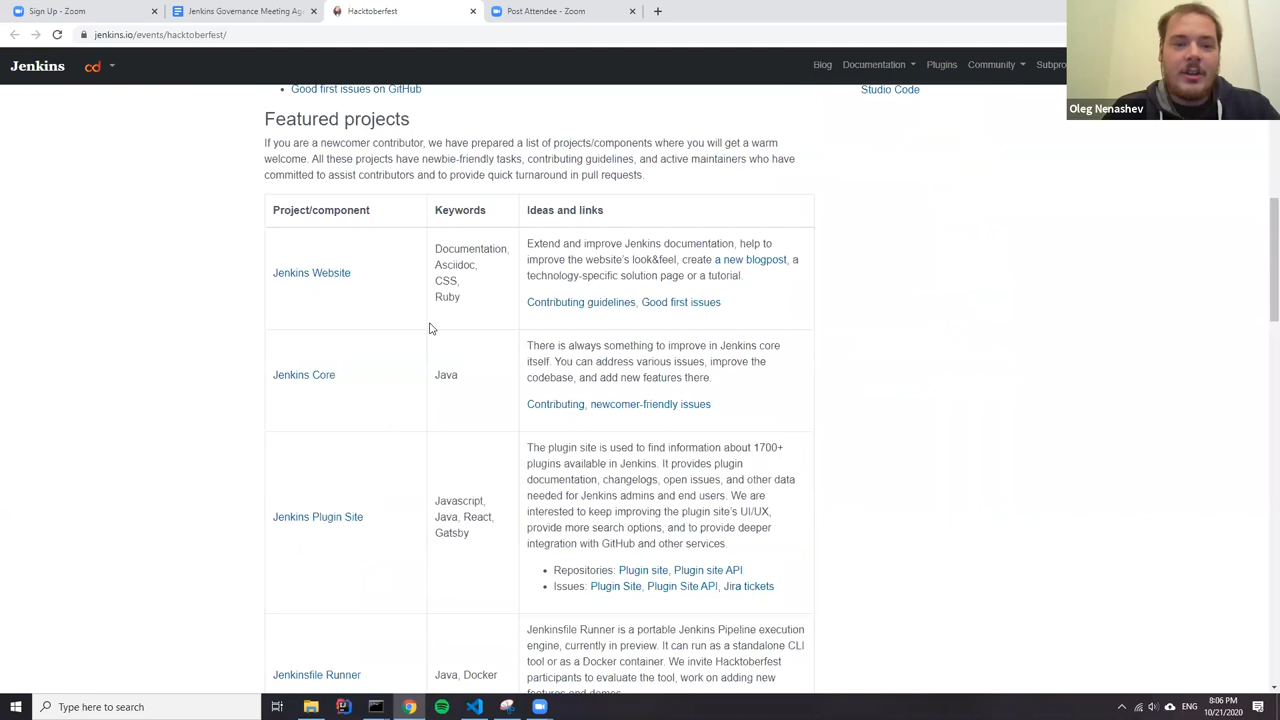 Sign Up - Zoom
Jenkins Governance Meeting Ag
Hacktoberfest
Post Attendee - Zoom
jenkins.io/events/hacktoberfest/
Jenkins
cd
Blog
Documentation
Plugins
Community
Subpro
Oleg Nenashev
Good first issues on GitHub
Studio Code
Featured projects
If you are a newcomer contributor, we have prepared a list of projects/components where you will get a warm
welcome. All these projects have newbie-friendly tasks, contributing guidelines, and active maintainers who have
committed to assist contributors and to provide quick turnaround in pull requests.
Project/component
Keywords
Ideas and links
Jenkins Website
Documentation,
Asciidoc,
CSS,
Ruby
Extend and improve Jenkins documentation, help to
improve the website's look&feel, create a new blogpost, a
technology-specific solution page or a tutorial.
Contributing guidelines, Good first issues
Jenkins Core
Java
There is always something to improve in Jenkins core
itself. You can address various issues, improve the
codebase, and add new features there.
Contributing, newcomer-friendly issues
Jenkins Plugin Site
Javascript,
Java, React,
Gatsby
The plugin site is used to find information about 1700+
plugins available in Jenkins. It provides plugin
documentation, changelogs, open issues, and other data
needed for Jenkins admins and end users. We are
interested to keep improving the plugin site's UI/UX,
provide more search options, and to provide deeper
integration with GitHub and other services.
Repositories: Plugin site, Plugin site API
Issues: Plugin Site, Plugin Site API, Jira tickets
Jenkinsfile Runner
Java, Docker
Jenkinsfile Runner is a portable Jenkins Pipeline execution
engine, currently in preview. It can run as a standalone CLI
tool or as a Docker container. We invite Hacktoberfest
participants to evaluate the tool, work on adding new
features and demos.
Type here to search
ENG
8:06 PM
10/21/2020